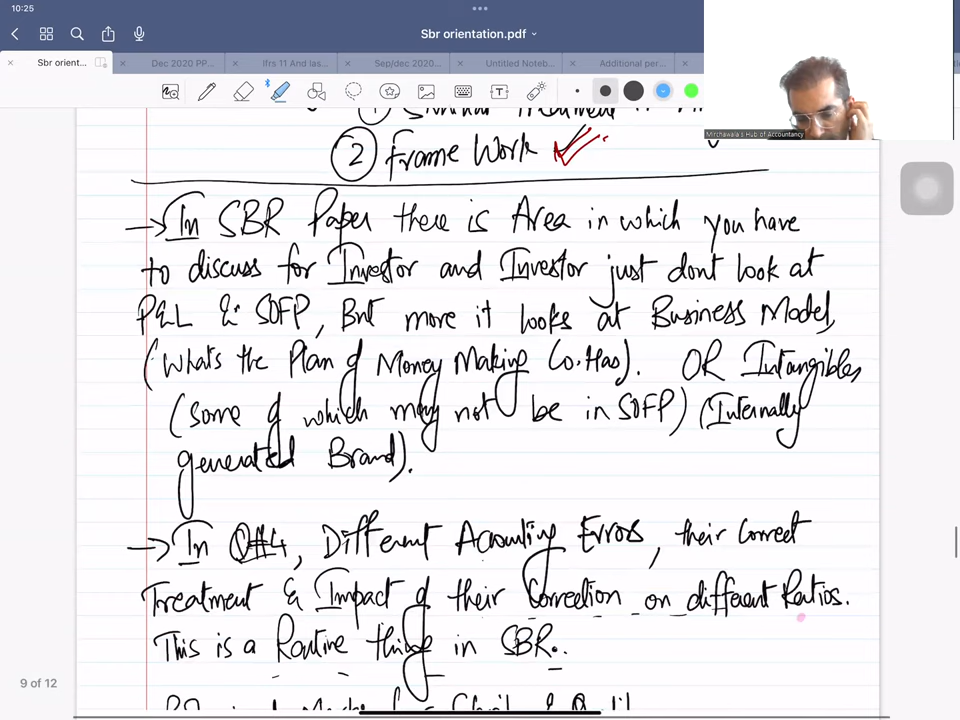 10:25
Sbr orientation.pdf
Sbr orient...
Dec 2020 PP...
Ifrs 11 And las...
Sep/dec 2020...
Untitled Noteb...
Additional per...
Mirchawala's Hub of Accountancy
① Similar Treatment
② Frame Work
→ In SBR Paper there is Area in which you have
to discuss for Investor and Investor just dont look at
P&L & SOFP, But more it looks at Business Model,
(Whats the Plan of Money Making Co. Has). OR Intangibles,
(some of which may not be in SOFP) (Internally
generated Brand).
→ In Q#4, Different Accounting Errors, their Correct
Treatment & Impact of their Correction on different Ratios.
This is a Routine thing in SBR.
9 of 12